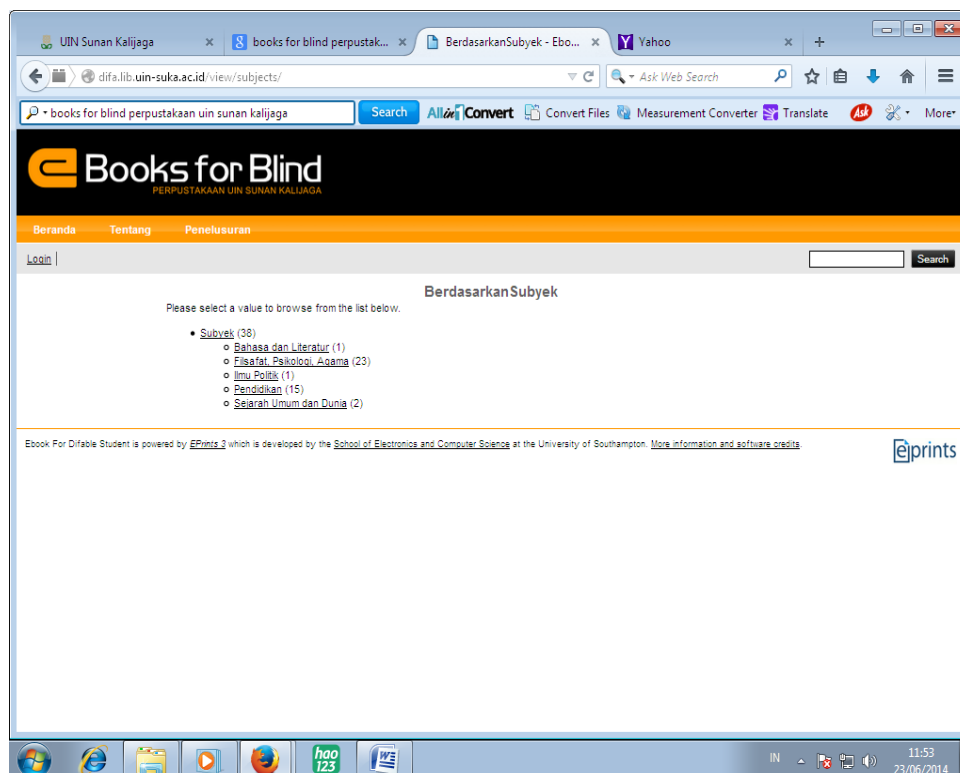 UIN Sunan Kalijaga
books for blind perpustak...
BerdasarkanSubyek - Ebo...
Yahoo
difa.lib.uin-suka.ac.id/view/subjects/
Ask Web Search
books for blind perpustakaan uin sunan kalijaga
Search
AllinConvert
Convert Files
Measurement Converter
Translate
Ask
More
Books for Blind
PERPUSTAKAAN UIN SUNAN KALIJAGA
Beranda Tentang Penelusuran
Login
Search
BerdasarkanSubyek
Please select a value to browse from the list below.
Subyek (38)
Bahasa dan Literatur (1)
Filsafat, Psikologi, Agama (23)
Ilmu Politik (1)
Pendidikan (15)
Sejarah Umum dan Dunia (2)
Ebook For Difable Student is powered by EPrints 3 which is developed by the School of Electronics and Computer Science at the University of Southampton. More information and software credits.
eprints
hao
123
IN
11:53
23/06/2014